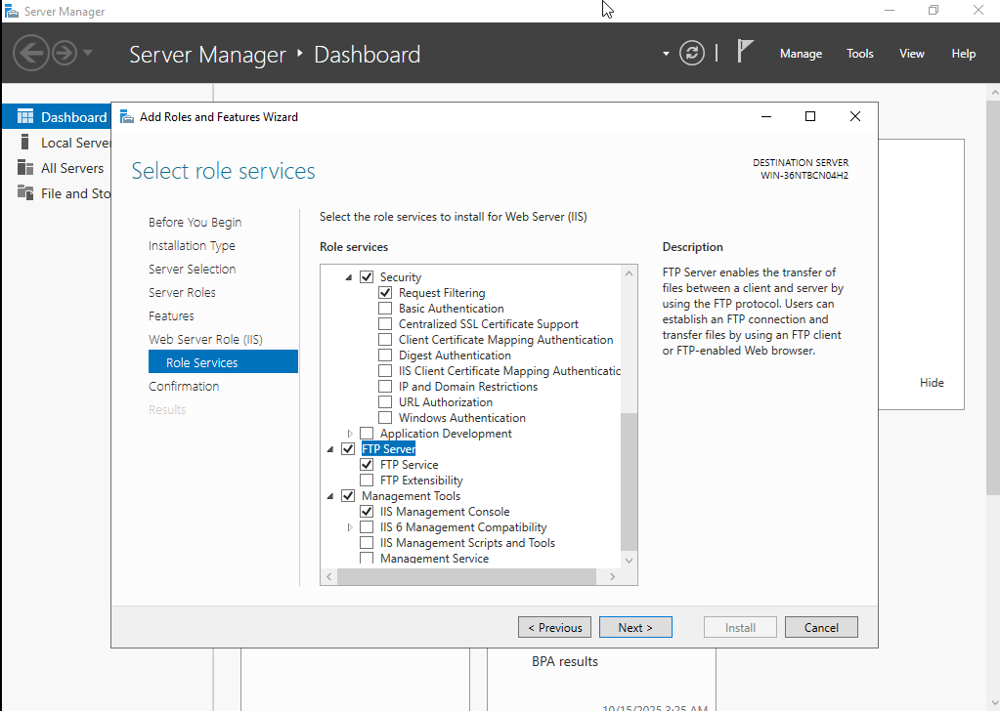 Server Manager
Server Manager
Dashboard
Manage
Tools
View
Help
Dashboard
Local Server
All Servers
File and Sto
Add Roles and Features Wizard
Select role services
DESTINATION SERVER
WIN-36NTBCN04H2
Before You Begin
Installation Type
Server Selection
Server Roles
Features
Web Server Role (IIS)
Role Services
Confirmation
Results
Select the role services to install for Web Server (IIS)
Role services
Security
Request Filtering
Basic Authentication
Centralized SSL Certificate Support
Client Certificate Mapping Authentication
Digest Authentication
IIS Client Certificate Mapping Authenticatic
IP and Domain Restrictions
URL Authorization
Windows Authentication
Application Development
FTP Server
FTP Service
FTP Extensibility
Management Tools
IIS Management Console
IIS 6 Management Compatibility
IIS Management Scripts and Tools
Management Service
Description
FTP Server enables the transfer of
files between a client and server by
using the FTP protocol. Users can
establish an FTP connection and
transfer files by using an FTP client
or FTP-enabled Web browser.
Hide
< Previous
Next >
Install
Cancel
BPA results
10/15/2025 3:25 AM